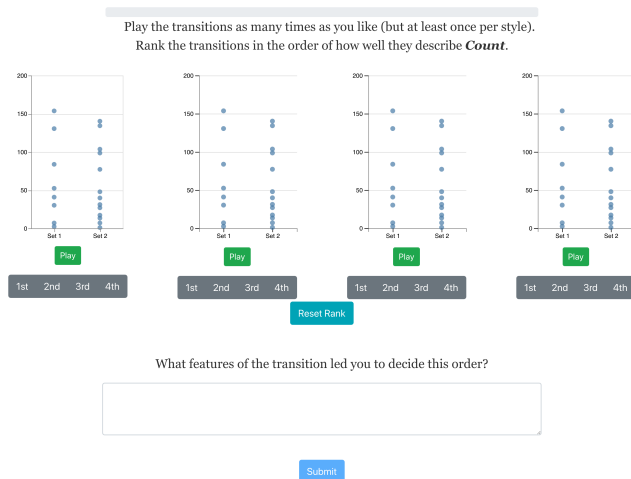 Play the transitions as many times as you like (but at least once per style).
Rank the transitions in the order of how well they describe Count.
200 200 200 200
150 150 150 150
100 100 100 100
50 50 50 50
0 0 0 0
Set 1 Set 2 Set 1 Set 2 Set 1 Set 2 Set 1 Set 2
Play Play Play Play
1st 2nd 3rd 4th 1st 2nd 3rd 4th 1st 2nd 3rd 4th 1st 2nd 3rd 4th
Reset Rank
What features of the transition led you to decide this order?
Submit